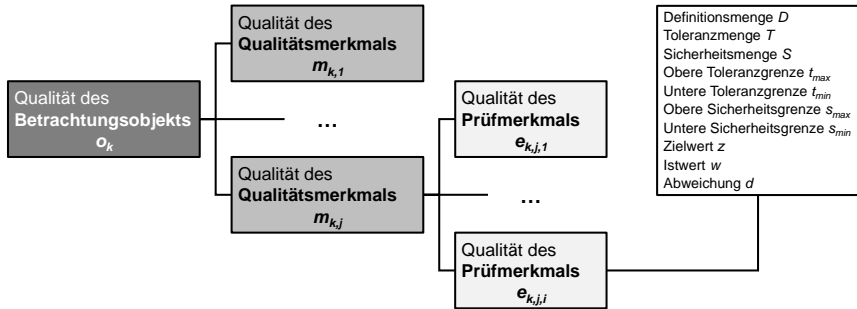 Qualität des
Betrachtungsobjekts
o_k
Qualität des
Qualitätsmerkmals
m_k,1
...
Qualität des
Qualitätsmerkmals
m_k,j
Qualität des
Prüfmerkmals
e_k,j,1
...
Qualität des
Prüfmerkmals
e_k,j,i
Definitionsmenge D
Toleranzmenge T
Sicherheitsmenge S
Obere Toleranzgrenze t_max
Untere Toleranzgrenze t_min
Obere Sicherheitsgrenze s_max
Untere Sicherheitsgrenze s_min
Zielwert z
Istwert w
Abweichung d